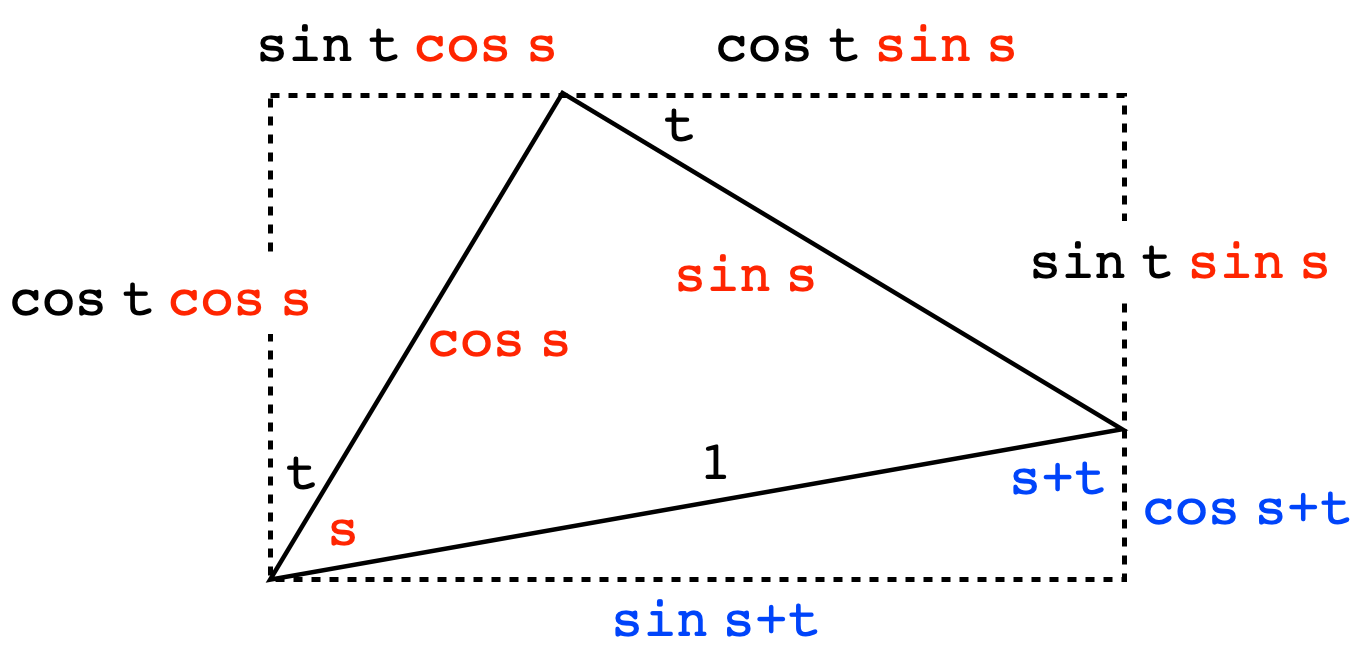 sin t cos s
cos t sin s
t
sin t sin s
sin s
cos t cos s
cos s
1
t
s+t
s
cos s+t
sin s+t